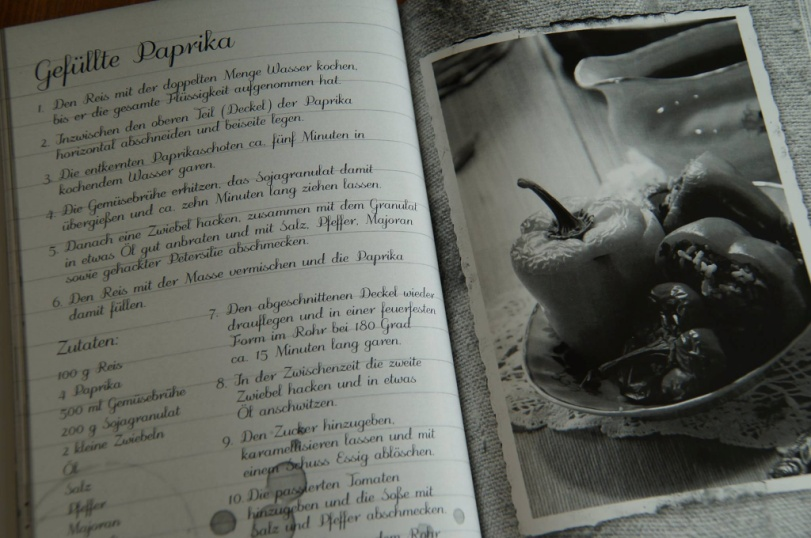 Gefüllte Paprika
1. Den Reis mit der doppelten Menge Wasser kochen,
bis er die gesamte Flüssigkeit aufgenommen hat.
2. Inzwischen den oberen Teil (Deckel) der Paprika
horizontal abschneiden und beiseite legen.
3. Die entkernten Paprikaschoten ca. fünf Minuten in
kochendem Wasser garen.
4. Die Gemüsebrühe erhitzen, das Sojagranulat damit
übergießen und ca. zehn Minuten lang ziehen lassen.
5. Danach eine Zwiebel hacken, zusammen mit dem Granulat
in etwas Öl gut anbraten und mit Salz, Pfeffer, Majoran
sowie gehackter Petersilie abschmecken.
6. Den Reis mit der Masse vermischen und die Paprika
damit füllen.
Zutaten:
100 g Reis
4 Paprika
500 ml Gemüsebrühe
200 g Sojagranulat
2 kleine Zwiebeln
Öl
Salz
Pfeffer
Majoran
7. Den abgeschnittenen Deckel wieder
drauflegen und in einer feuerfesten
Form im Rohr bei 180 Grad
ca. 15 Minuten lang garen.
8. In der Zwischenzeit die zweite
Zwiebel hacken und in etwas
Öl anschwitzen.
9. Den Zucker hinzugeben,
karamellisieren lassen und mit
einem Schuss Essig ablöschen.
10. Die passierten Tomaten
hinzugeben und die Soße mit
Salz und Pfeffer abschmecken.
dem Rohr